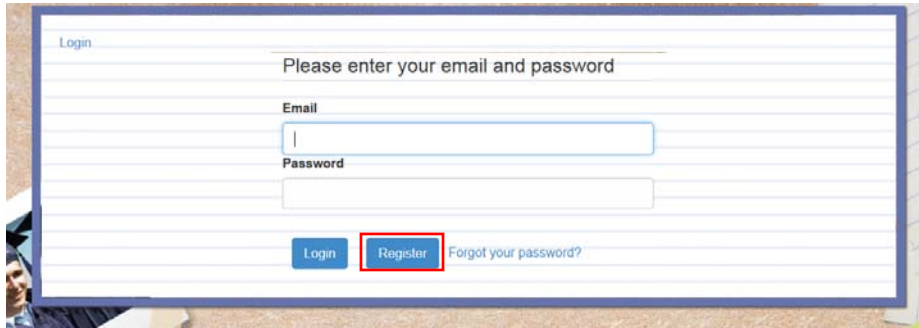 Login
Please enter your email and password
Email
Password
Login Register Forgot your password?